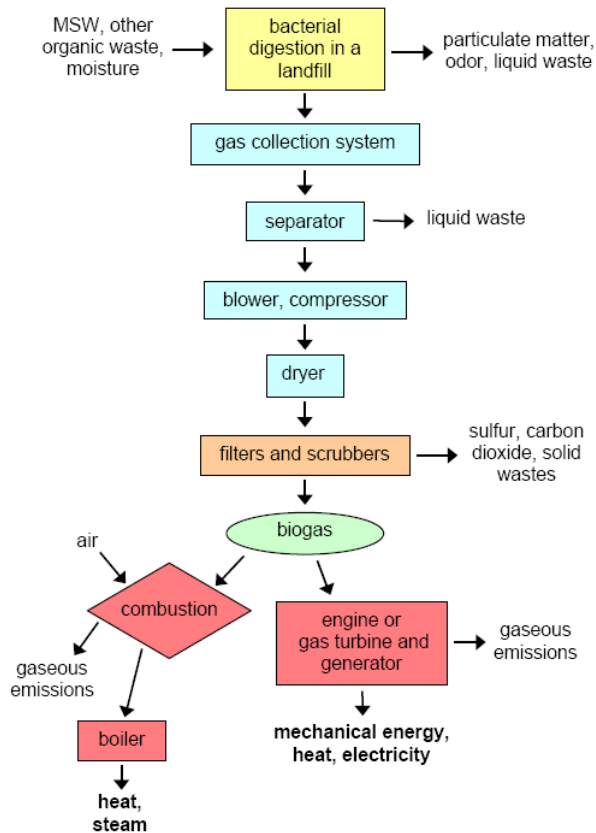 MSW, other
organic waste,
moisture
bacterial
digestion in a
landfill
particulate matter,
odor, liquid waste
gas collection system
separator
liquid waste
blower, compressor
dryer
filters and scrubbers
sulfur, carbon
dioxide, solid
wastes
biogas
air
combustion
engine or
gas turbine and
generator
gaseous
emissions
gaseous
emissions
boiler
mechanical energy,
heat, electricity
heat,
steam